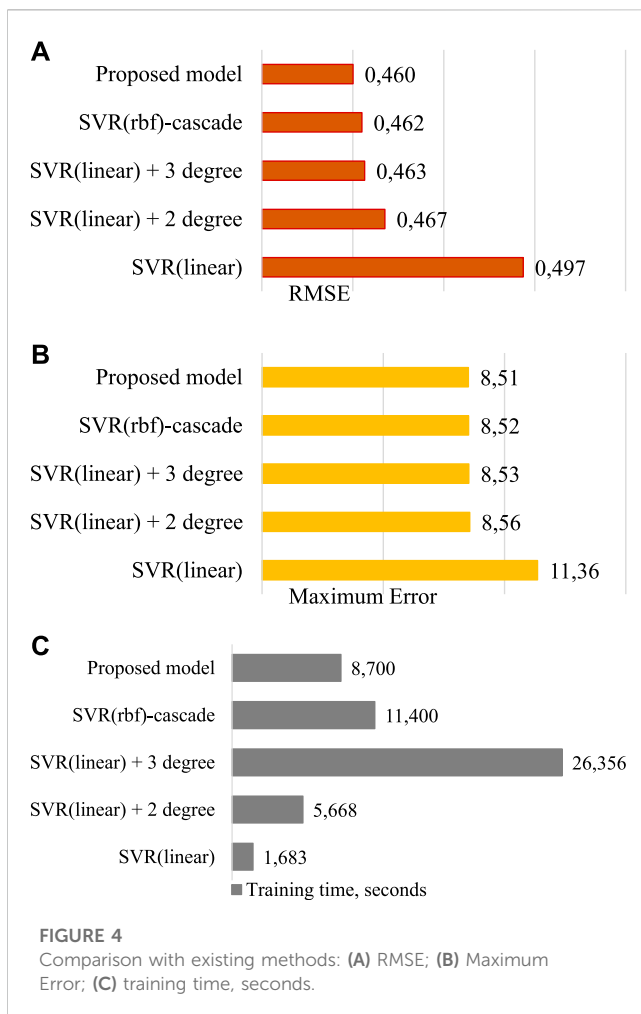 A
Proposed model 0,460
SVR(rbf)-cascade 0,462
SVR(linear) + 3 degree 0,463
SVR(linear) + 2 degree 0,467
SVR(linear) 0,497
RMSE
B
Proposed model 8,51
SVR(rbf)-cascade 8,52
SVR(linear) + 3 degree 8,53
SVR(linear) + 2 degree 8,56
SVR(linear) 11,36
Maximum Error
C
Proposed model 8,700
SVR(rbf)-cascade 11,400
SVR(linear) + 3 degree 26,356
SVR(linear) + 2 degree 5,668
SVR(linear) 1,683
Training time, seconds
FIGURE 4
Comparison with existing methods: (A) RMSE; (B) Maximum
Error; (C) training time, seconds.